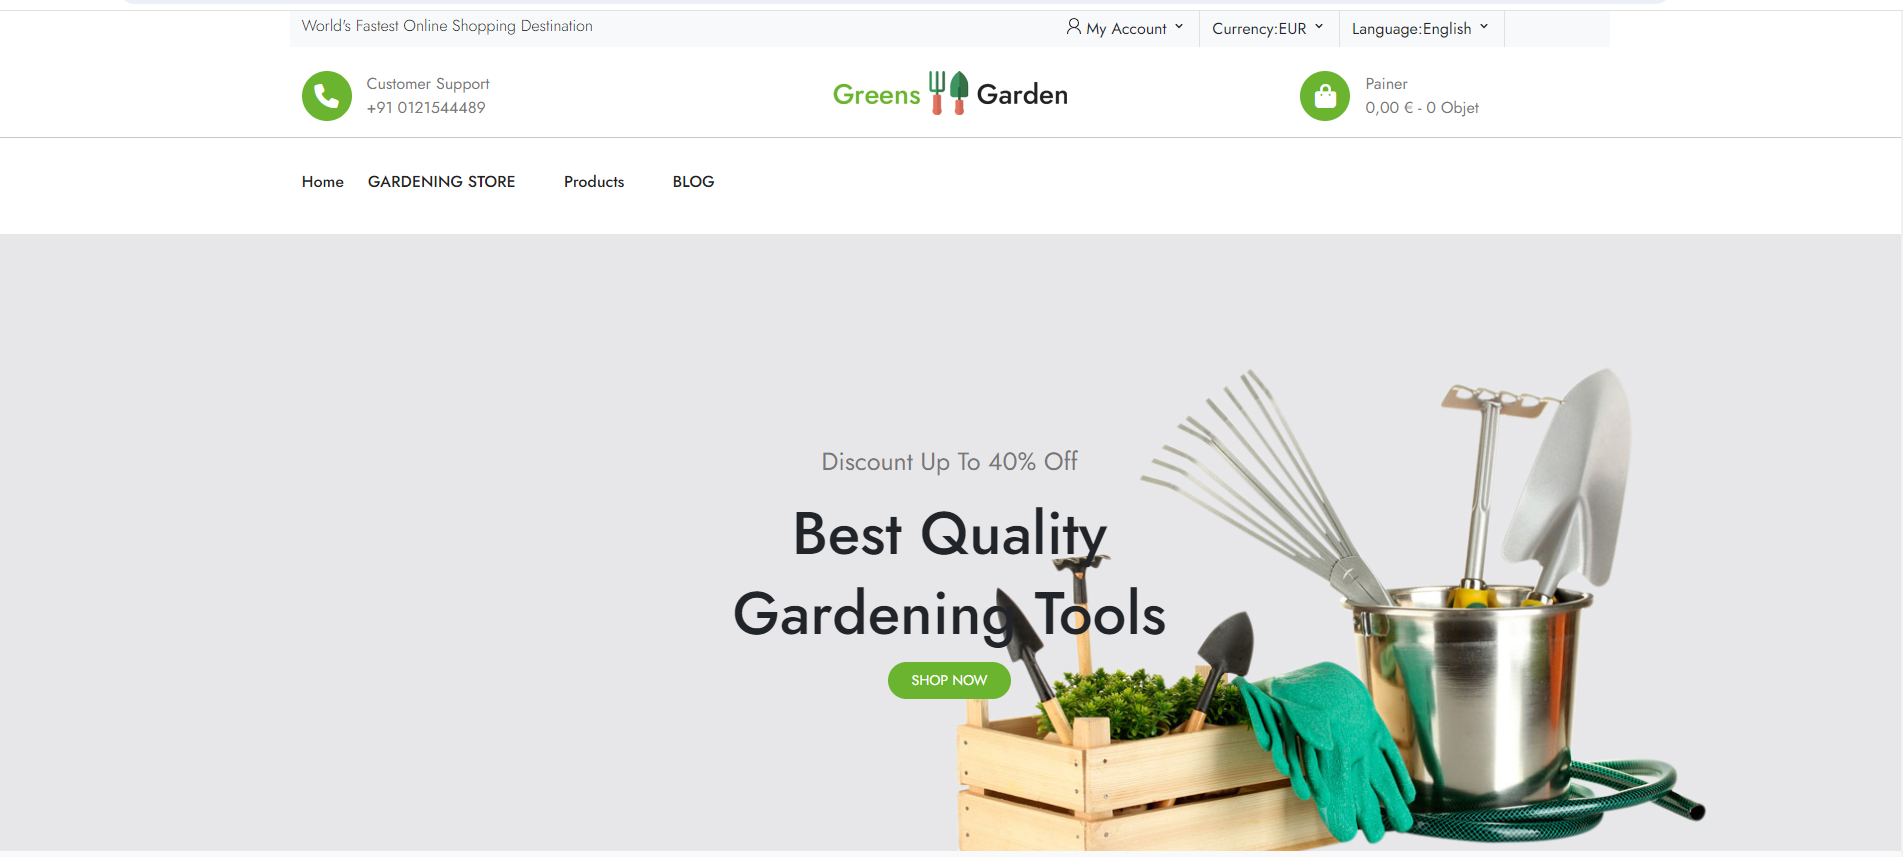 World's Fastest Online Shopping Destination
My Account
Currency:EUR
Language:English
Customer Support
+91 0121544489
Greens Garden
Painer
0,00 € - 0 Objet
Home
GARDENING STORE
Products
BLOG
Discount Up To 40% Off
Best Quality
Gardening Tools
SHOP NOW